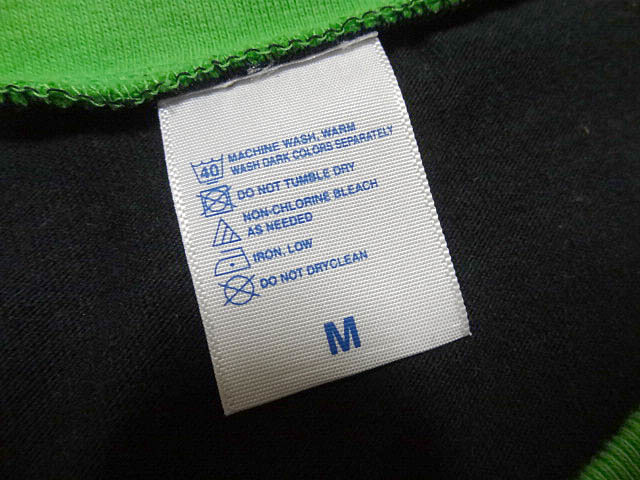 40 MACHINE WASH, WARM
WASH DARK COLORS SEPARATELY
DO NOT TUMBLE DRY
NON-CHLORINE BLEACH
AS NEEDED
IRON, LOW
DO NOT DRYCLEAN
M